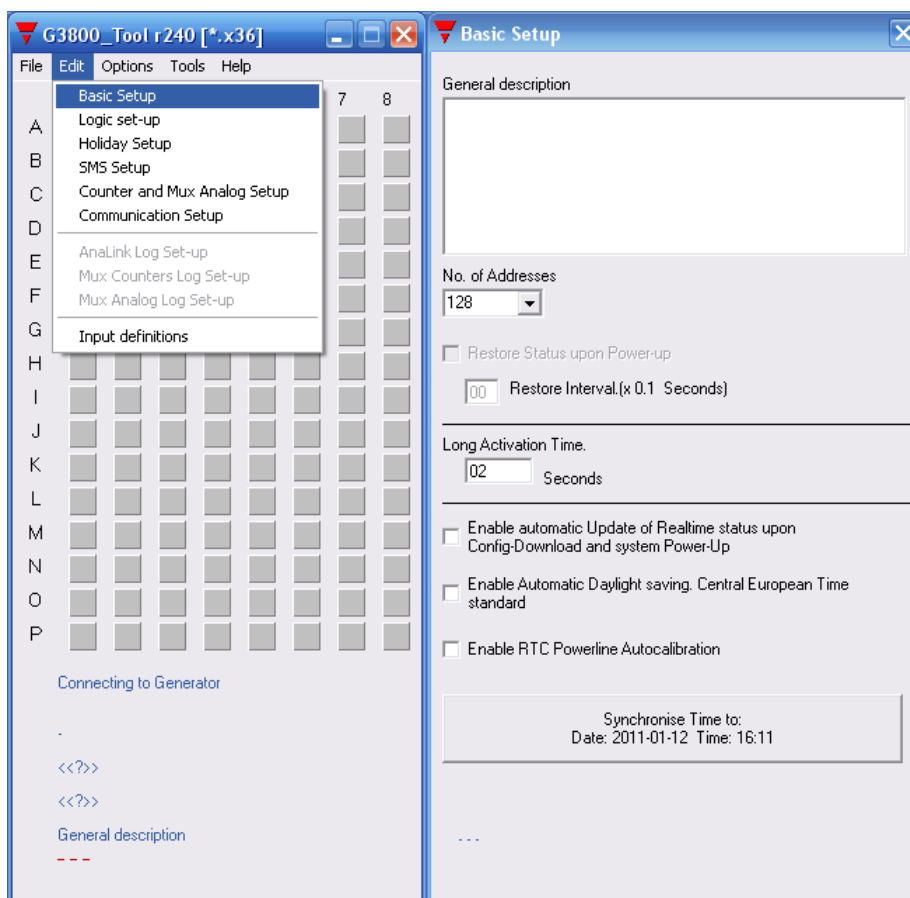 G3800_Tool r240 [*.x36]
File Edit Options Tools Help
Basic Setup
Logic set-up
Holiday Setup
SMS Setup
Counter and Mux Analog Setup
Communication Setup
AnaLink Log Set-up
Mux Counters Log Set-up
Mux Analog Log Set-up
Input definitions
7 8
A
B
C
D
E
F
G
H
I
J
K
L
M
N
O
P
Connecting to Generator
-
<<?>>
<<?>>
General description
---
Basic Setup
General description
No. of Addresses
128
Restore Status upon Power-up
00 Restore Interval.(x 0.1 Seconds)
Long Activation Time.
02 Seconds
Enable automatic Update of Realtime status upon
Config-Download and system Power-Up
Enable Automatic Daylight saving. Central European Time
standard
Enable RTC Powerline Autocalibration
Synchronise Time to:
Date: 2011-01-12 Time: 16:11
---